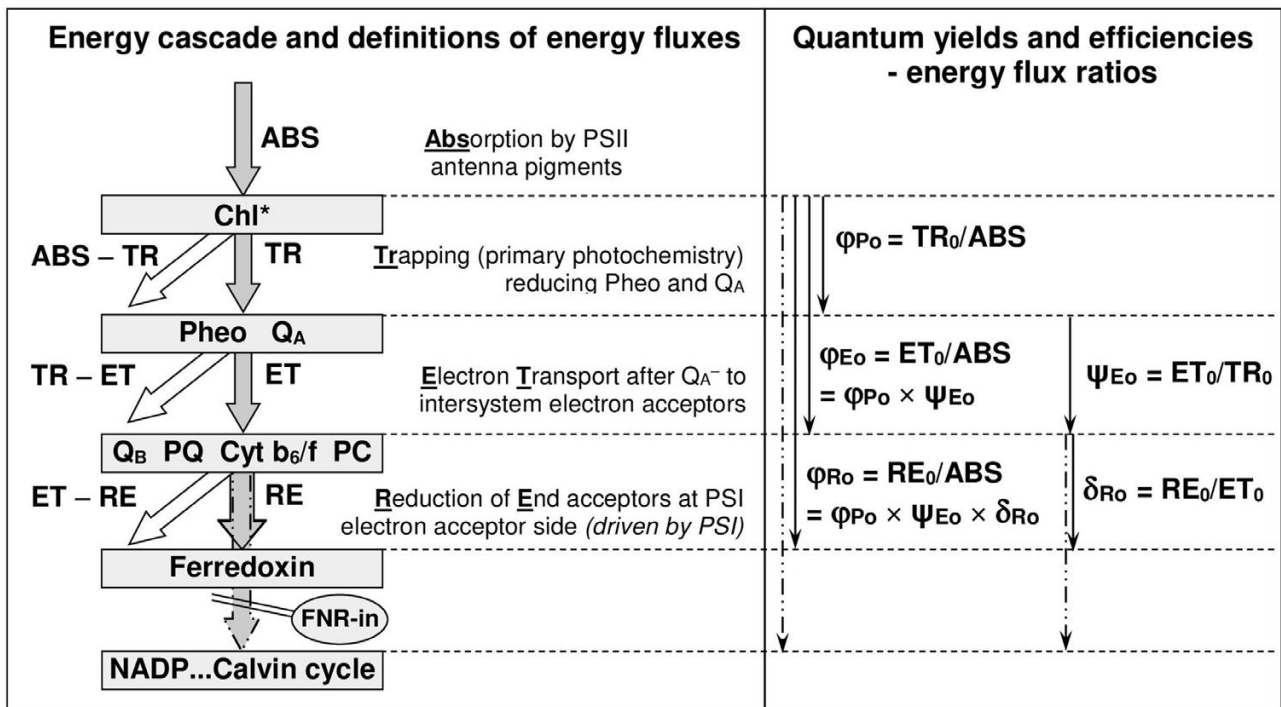 Energy cascade and definitions of energy fluxes
Quantum yields and efficiencies
- energy flux ratios
ABS
Absorption by PSII
antenna pigments
Chl*
ABS – TR
TR
Trapping (primary photochemistry)
reducing Pheo and QA
φPo = TR0/ABS
Pheo QA
TR – ET
ET
Electron Transport after QA– to
intersystem electron acceptors
φEo = ET0/ABS
= φPo × ψEo
ψEo = ET0/TR0
QB PQ Cyt b6/f PC
ET – RE
RE
Reduction of End acceptors at PSI
electron acceptor side (driven by PSI)
φRo = RE0/ABS
= φPo × ψEo × δRo
δRo = RE0/ET0
Ferredoxin
FNR-in
NADP...Calvin cycle